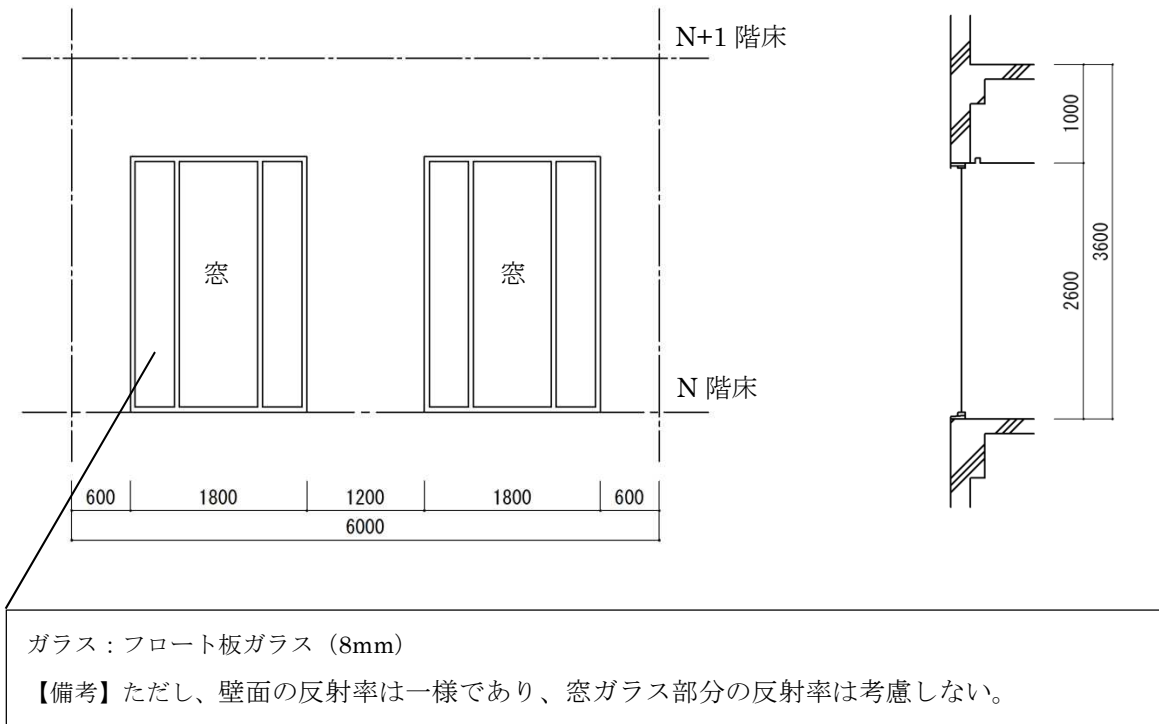 N+1 階床
窓
窓
N 階床
1000
2600
3600
600
1800
1200
1800
600
6000
ガラス：フロート板ガラス（8mm）
【備考】ただし、壁面の反射率は一様であり、窓ガラス部分の反射率は考慮しない。